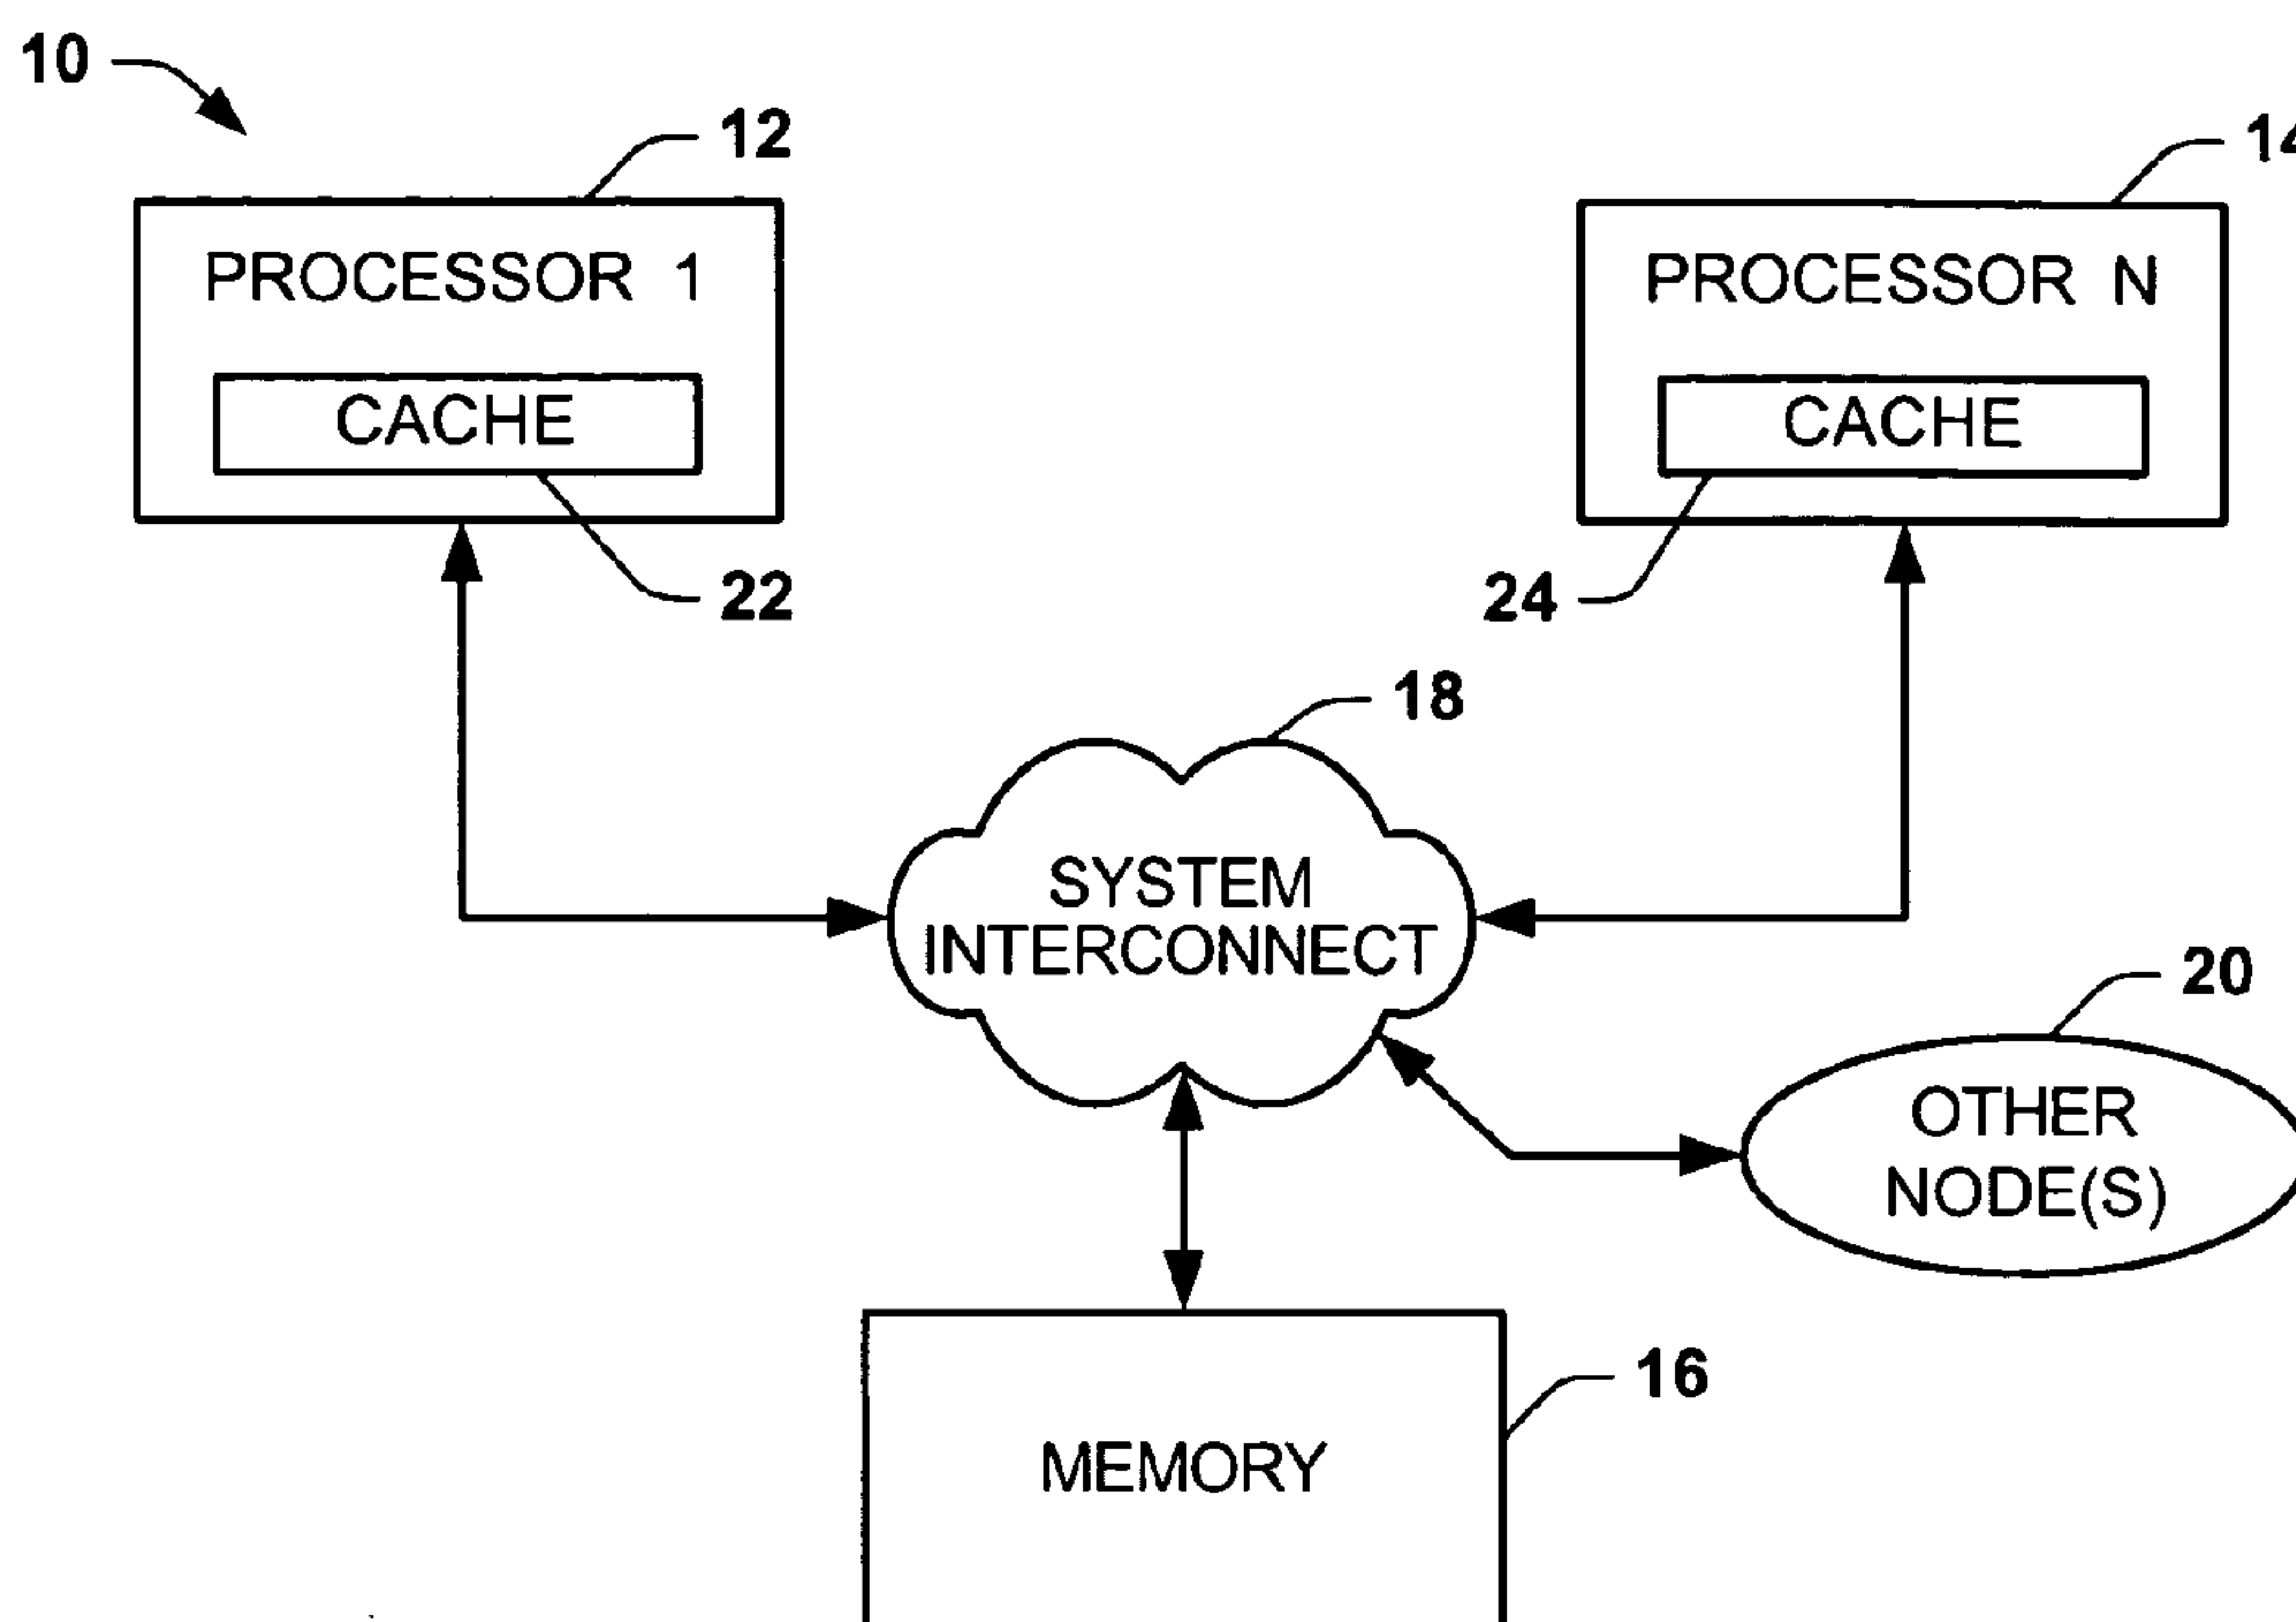 10
12
14
PROCESSOR 1
PROCESSOR N
CACHE
CACHE
22
24
18
SYSTEM
INTERCONNECT
20
OTHER
NODE(S)
16
MEMORY